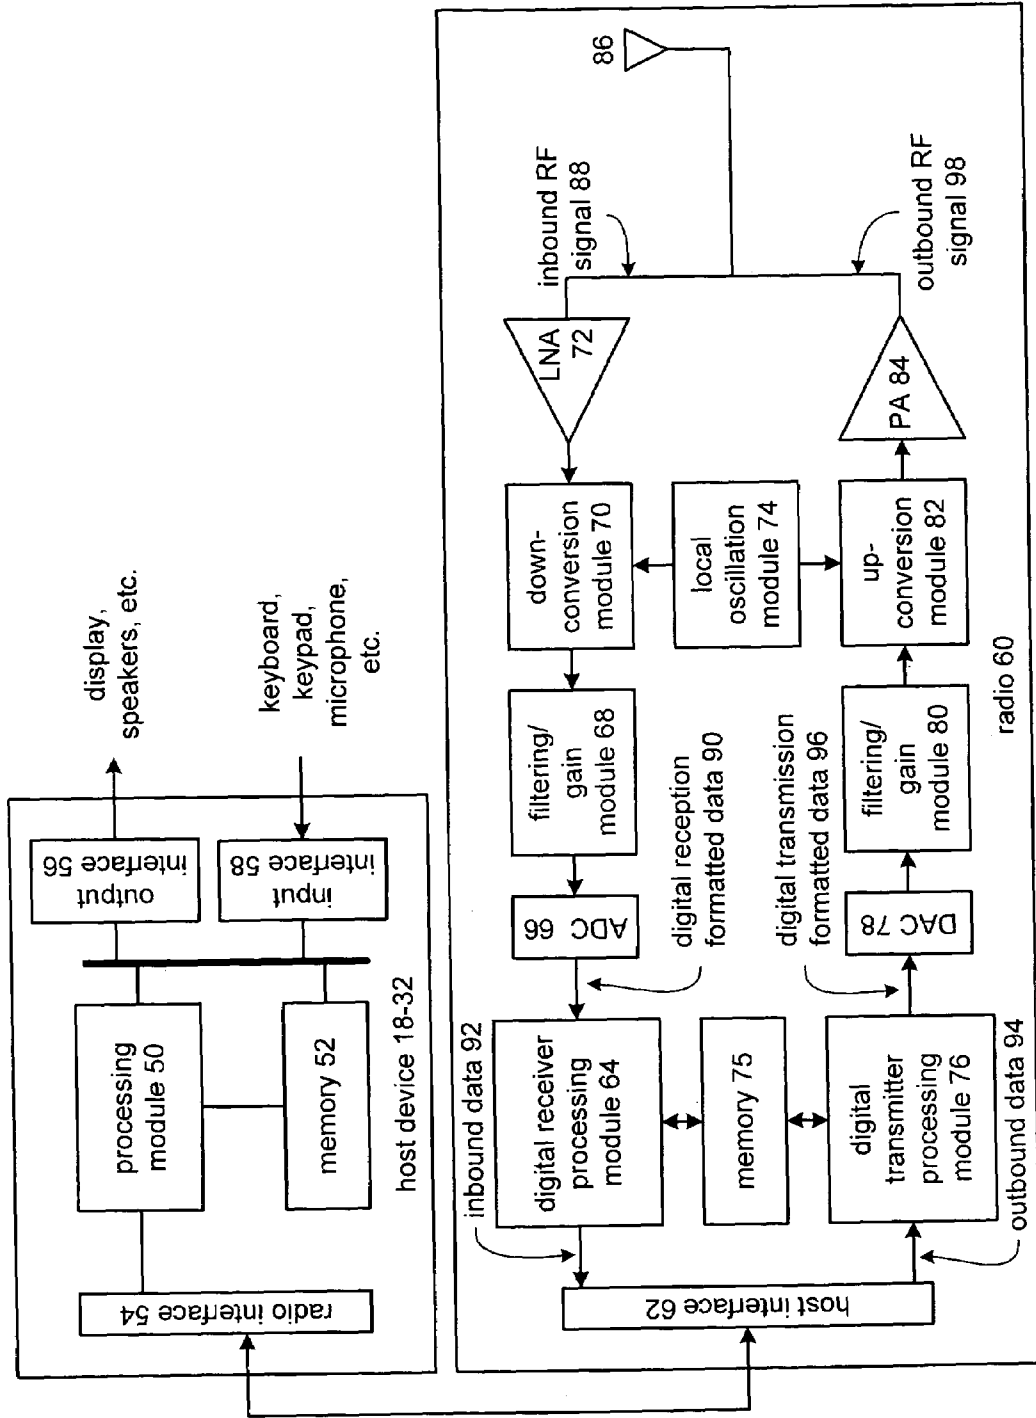 radio interface 54
processing
module 50
memory 52
output
interface 56
input
interface 58
display,
speakers, etc.
keyboard,
keypad,
microphone,
etc.
host device 18-32
host interface 62
inbound data 92
digital receiver
processing
module 64
memory 75
digital
transmitter
processing
module 76
outbound data 94
ADC 66
digital reception
formatted data 90
digital transmission
formatted data 96
DAC 78
filtering/
gain
module 68
filtering/
gain
module 80
down-
conversion
module 70
local
oscillation
module 74
up-
conversion
module 82
radio 60
LNA
72
PA 84
inbound RF
signal 88
outbound RF
signal 98
86